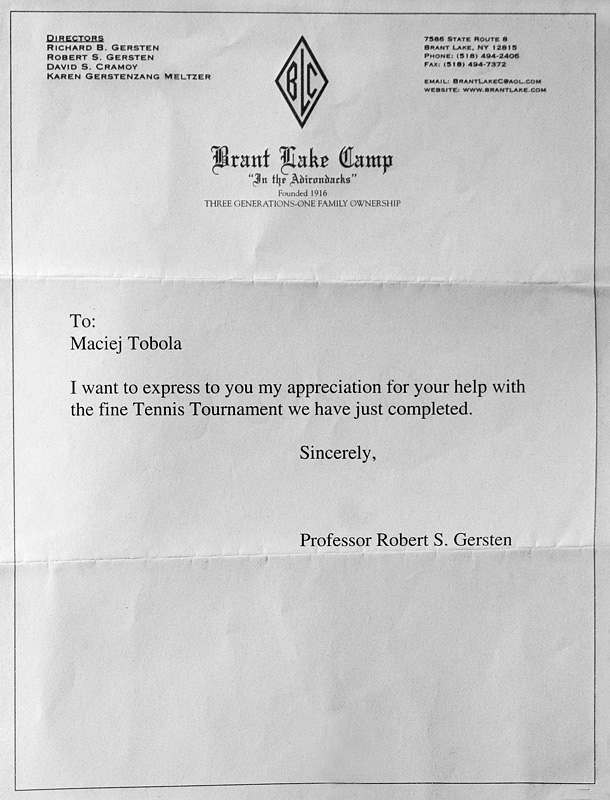 DIRECTORS
RICHARD B. GERSTEN
ROBERT S. GERSTEN
DAVID S. CRAMOY
KAREN GERSTENZANG MELTZER
BLC
7586 STATE ROUTE 8
BRANT LAKE, NY 12815
PHONE: (518) 494-2406
FAX: (518) 494-7372
EMAIL: BRANTLAKEC@AOL.COM
WEBSITE: WWW.BRANTLAKE.COM
Brant Lake Camp
"In the Adirondacks"
Founded 1916
THREE GENERATIONS-ONE FAMILY OWNERSHIP
To:
Maciej Tobola
I want to express to you my appreciation for your help with
the fine Tennis Tournament we have just completed.
Sincerely,
Professor Robert S. Gersten